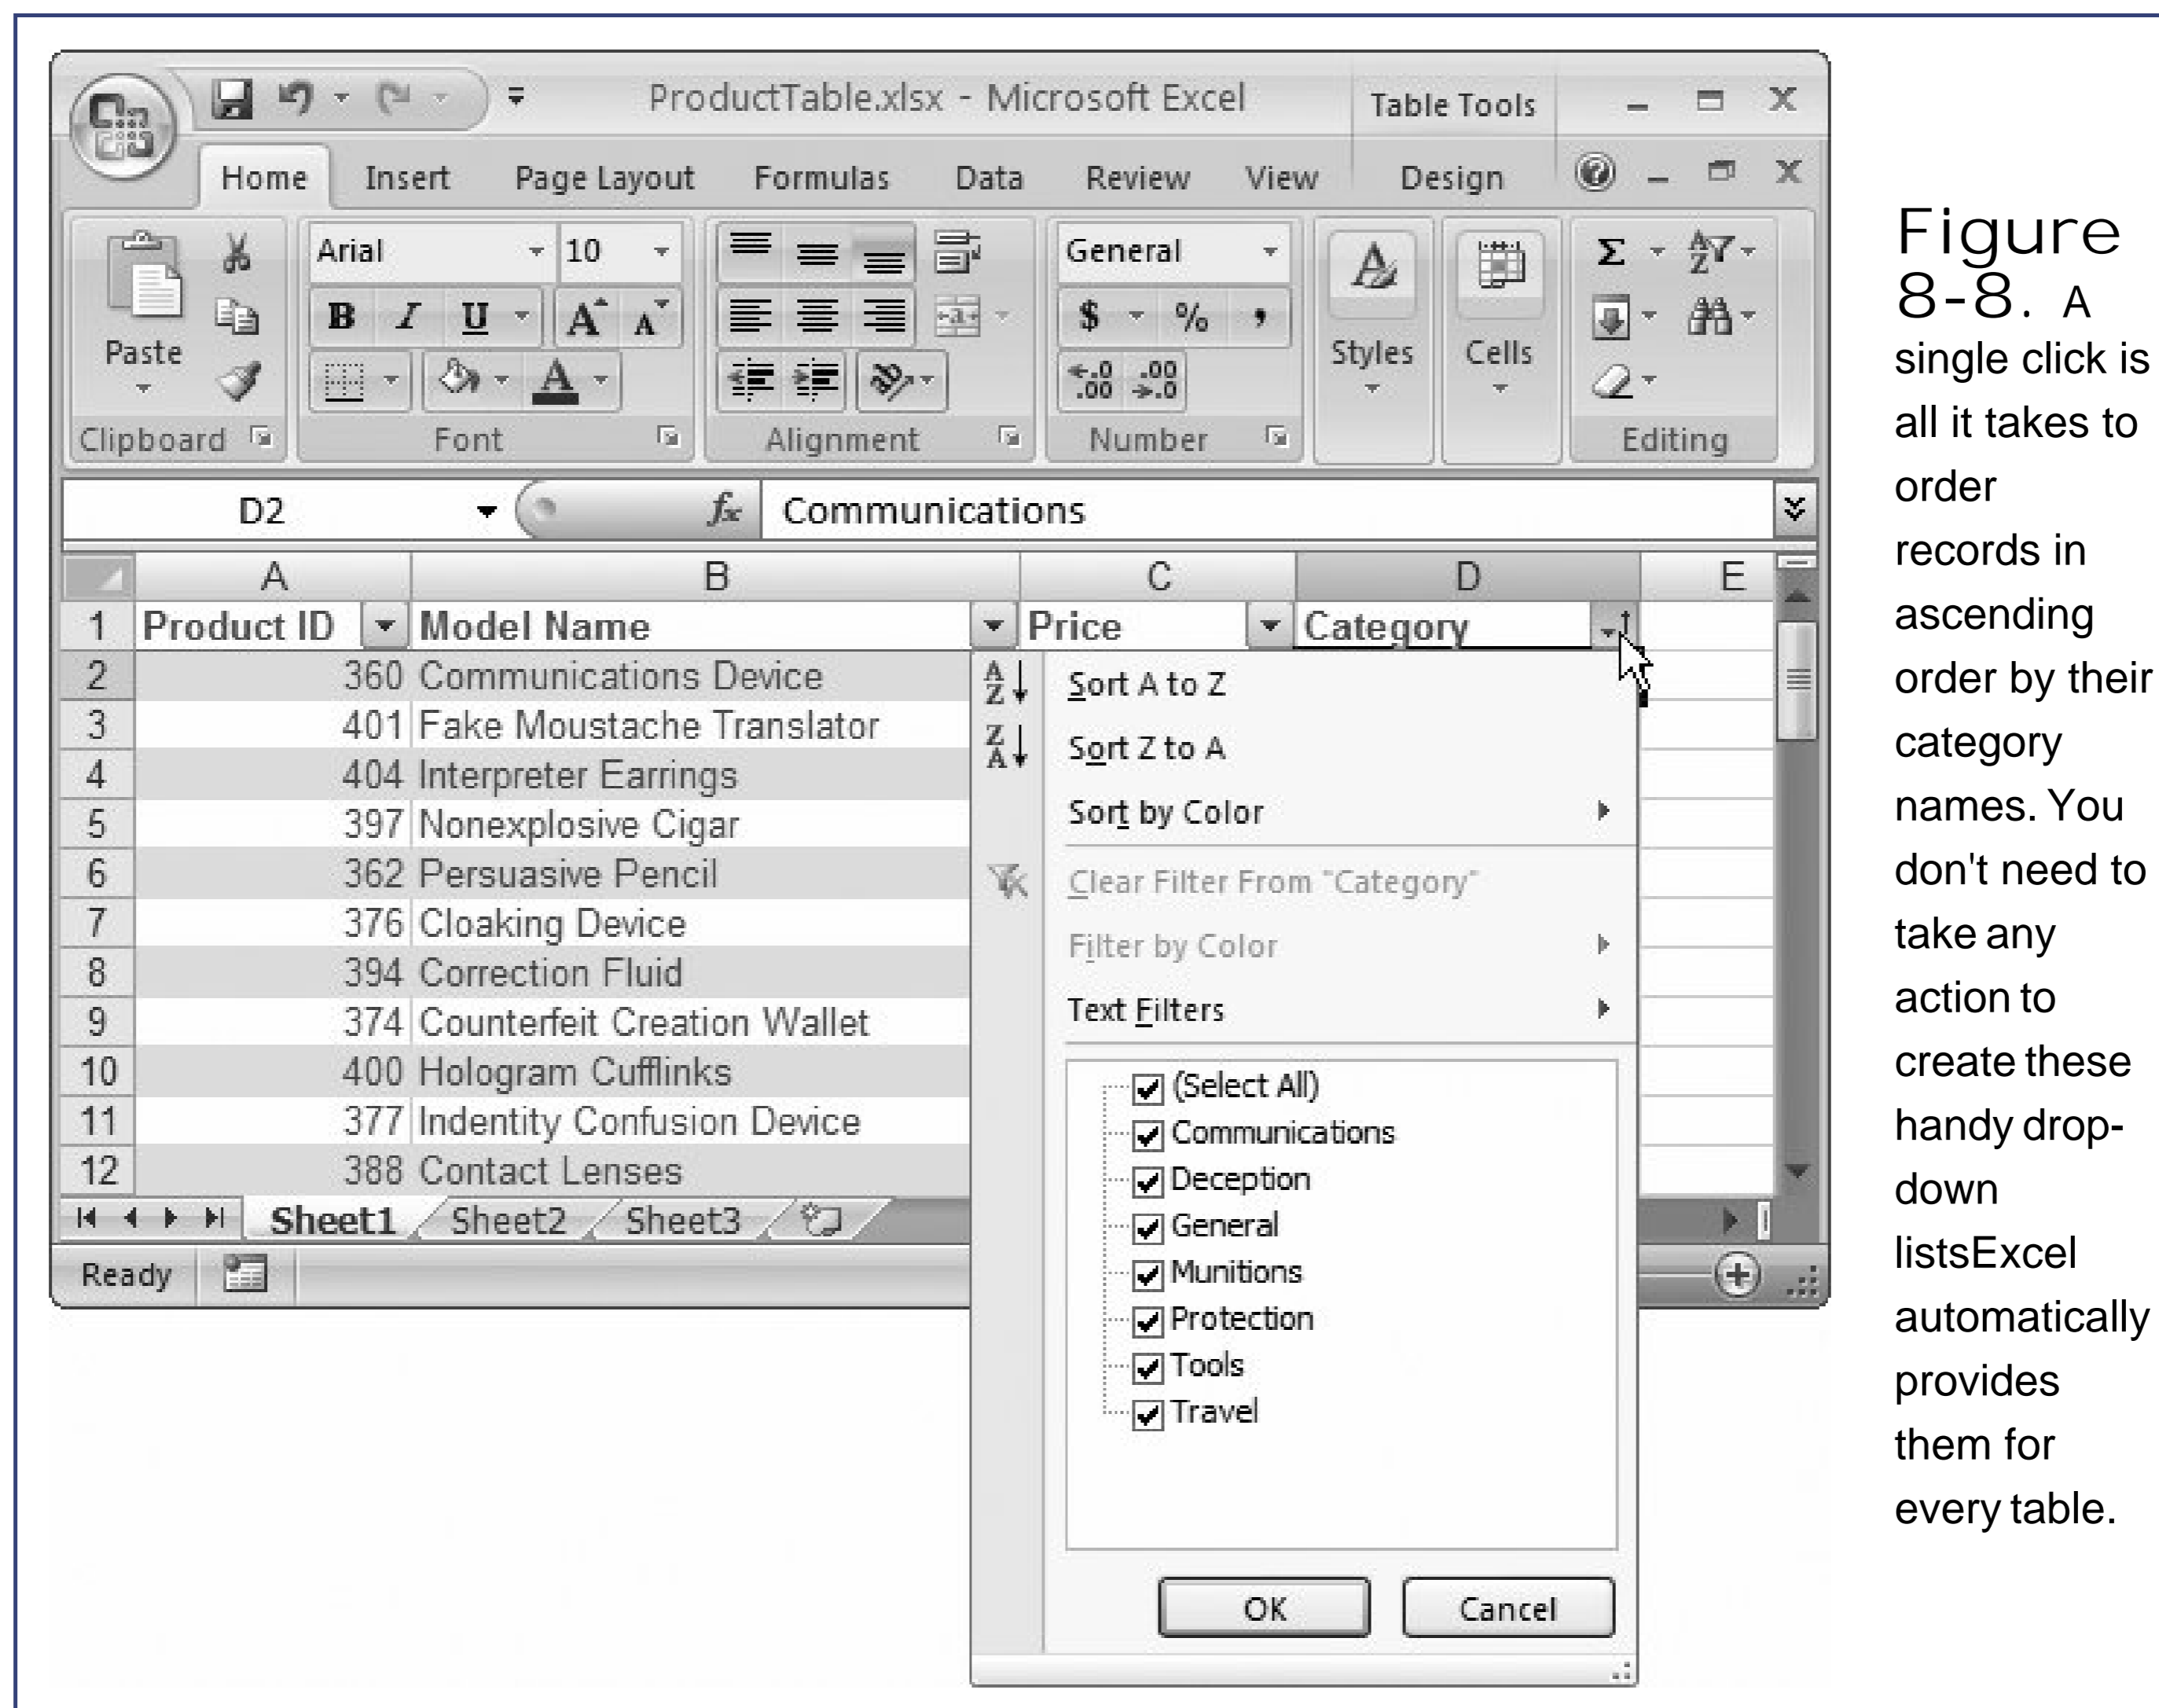 ProductTable.xlsx - Microsoft Excel Table Tools
Home Insert Page Layout Formulas Data Review View Design
Arial 10 General
B I U A A $ % ,
Paste Styles Cells
A .0 .00 .00 .0
Clipboard Font Alignment Number Editing
D2 fx Communications
A B C D E
1 Product ID Model Name Price Category
2 360 Communications Device
3 401 Fake Moustache Translator
4 404 Interpreter Earrings
5 397 Nonexplosive Cigar
6 362 Persuasive Pencil
7 376 Cloaking Device
8 394 Correction Fluid
9 374 Counterfeit Creation Wallet
10 400 Hologram Cufflinks
11 377 Indentity Confusion Device
12 388 Contact Lenses
Sheet1 Sheet2 Sheet3
Ready
Sort A to Z
Sort Z to A
Sort by Color
Clear Filter From "Category"
Filter by Color
Text Filters
(Select All)
Communications
Deception
General
Munitions
Protection
Tools
Travel
OK Cancel
Figure
8-8. A
single click is
all it takes to
order
records in
ascending
order by their
category
names. You
don't need to
take any
action to
create these
handy drop-
down
listsExcel
automatically
provides
them for
every table.